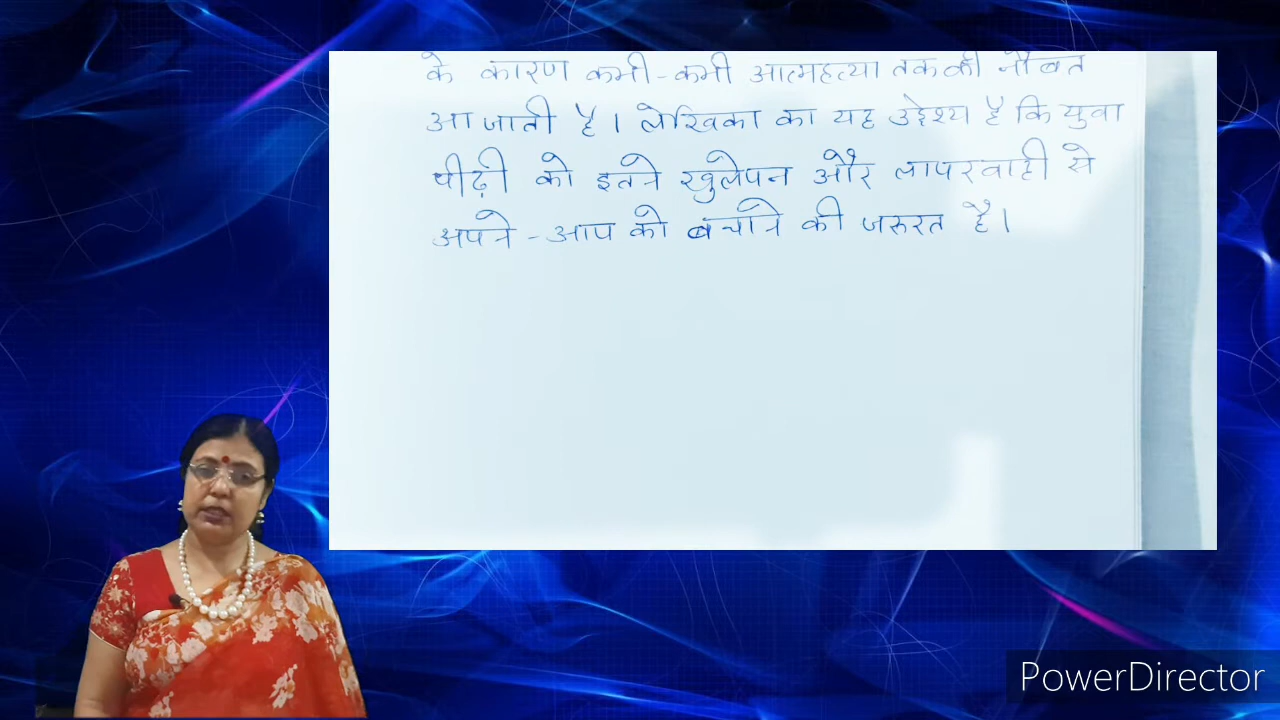 के कारण कभी-कभी आत्महत्या तक की नौबत
आ जाती है। लेखिका का यह उद्देश्य है कि युवा
पीढ़ी को इतने खुलेपन और लापरवाही से
अपने-आप को बचाने की जरुरत है।
PowerDirector